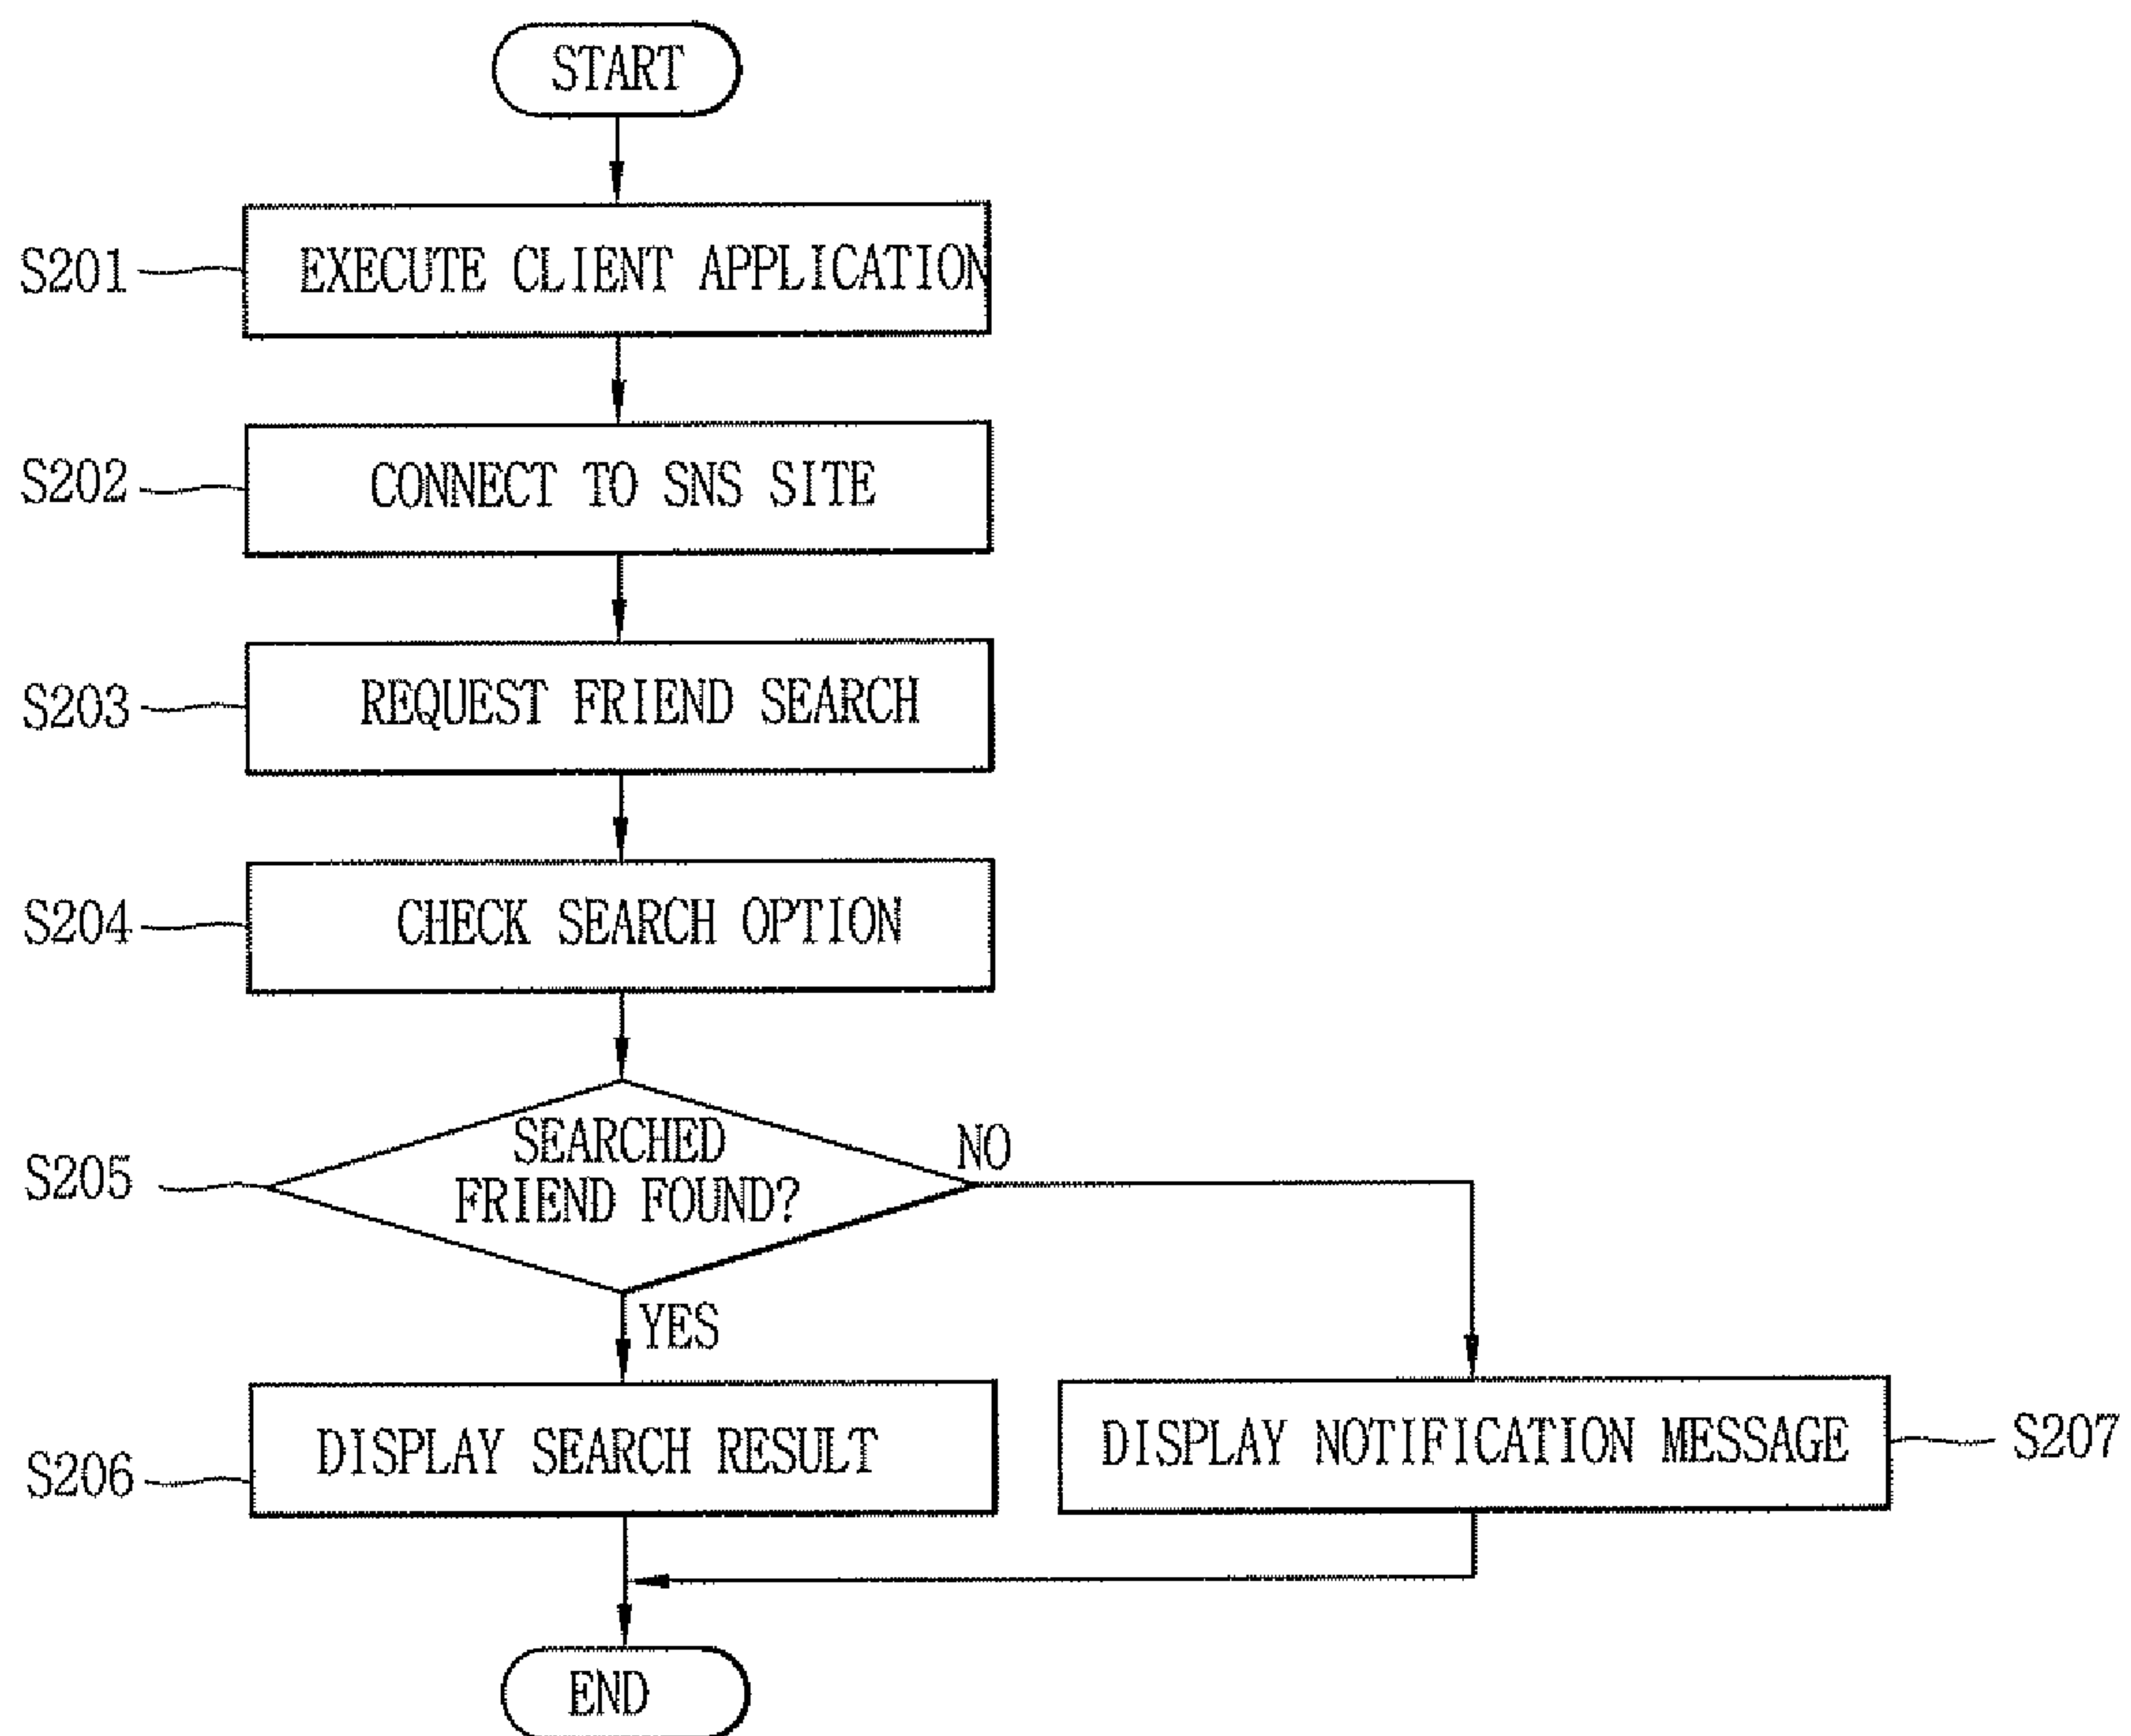 START
S201
EXECUTE CLIENT APPLICATION
S202
CONNECT TO SNS SITE
S203
REQUEST FRIEND SEARCH
S204
CHECK SEARCH OPTION
S205
SEARCHED
FRIEND FOUND?
NO
YES
S206
DISPLAY SEARCH RESULT
DISPLAY NOTIFICATION MESSAGE
S207
END